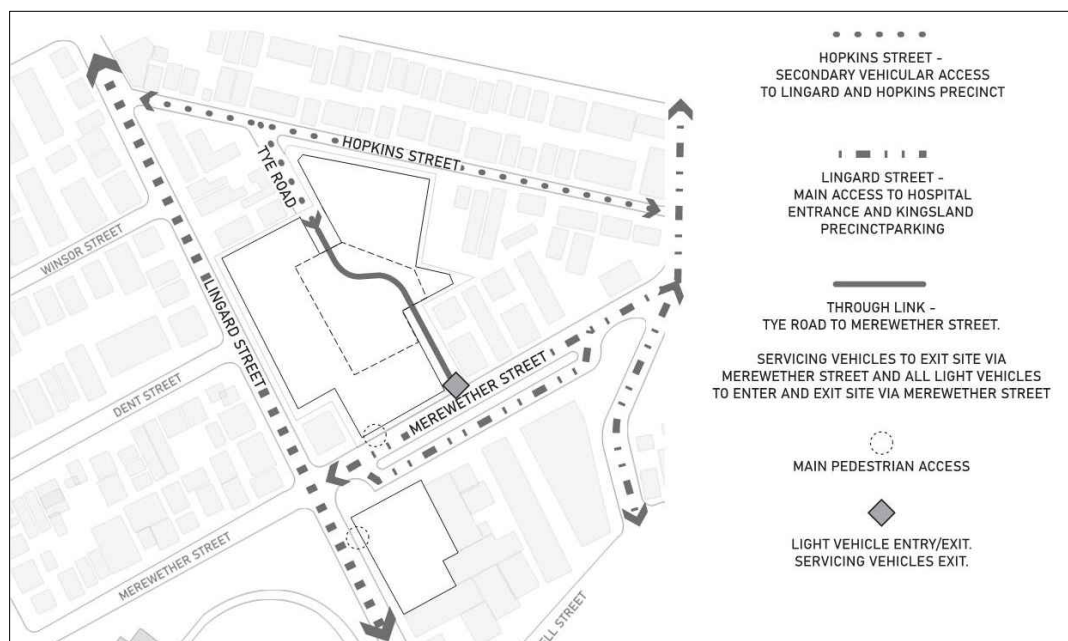 HOPKINS STREET -
SECONDARY VEHICULAR ACCESS
TO LINGARD AND HOPKINS PRECINCT
LINGARD STREET -
MAIN ACCESS TO HOSPITAL
ENTRANCE AND KINGSLAND
PRECINCTPARKING
THROUGH LINK -
TYE ROAD TO MEREWETHER STREET.
SERVICING VEHICLES TO EXIT SITE VIA
MEREWETHER STREET AND ALL LIGHT VEHICLES
TO ENTER AND EXIT SITE VIA MEREWETHER STREET
MAIN PEDESTRIAN ACCESS
LIGHT VEHICLE ENTRY/EXIT.
SERVICING VEHICLES EXIT.
HOPKINS STREET
TYE ROAD
WINSOR STREET
LINGARD STREET
DENT STREET
MEREWETHER STREET
MEREWETHER STREET
ELL STREET